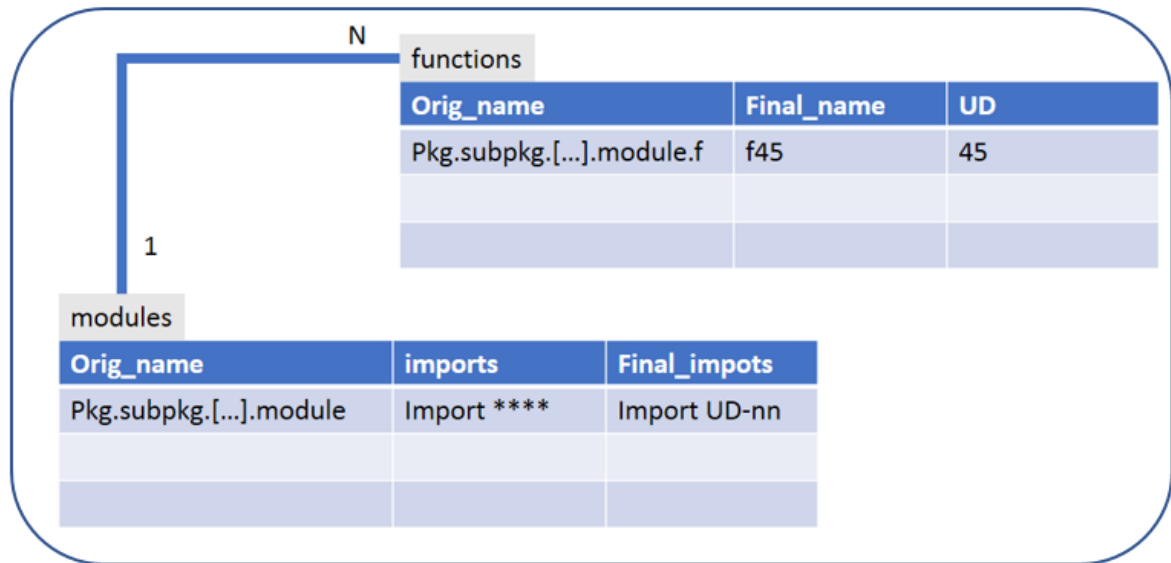 N
functions
Orig_name Final_name UD
Pkg.subpkg.[...].module.f f45 45
1
modules
Orig_name imports Final_impots
Pkg.subpkg.[...].module Import **** Import UD-nn